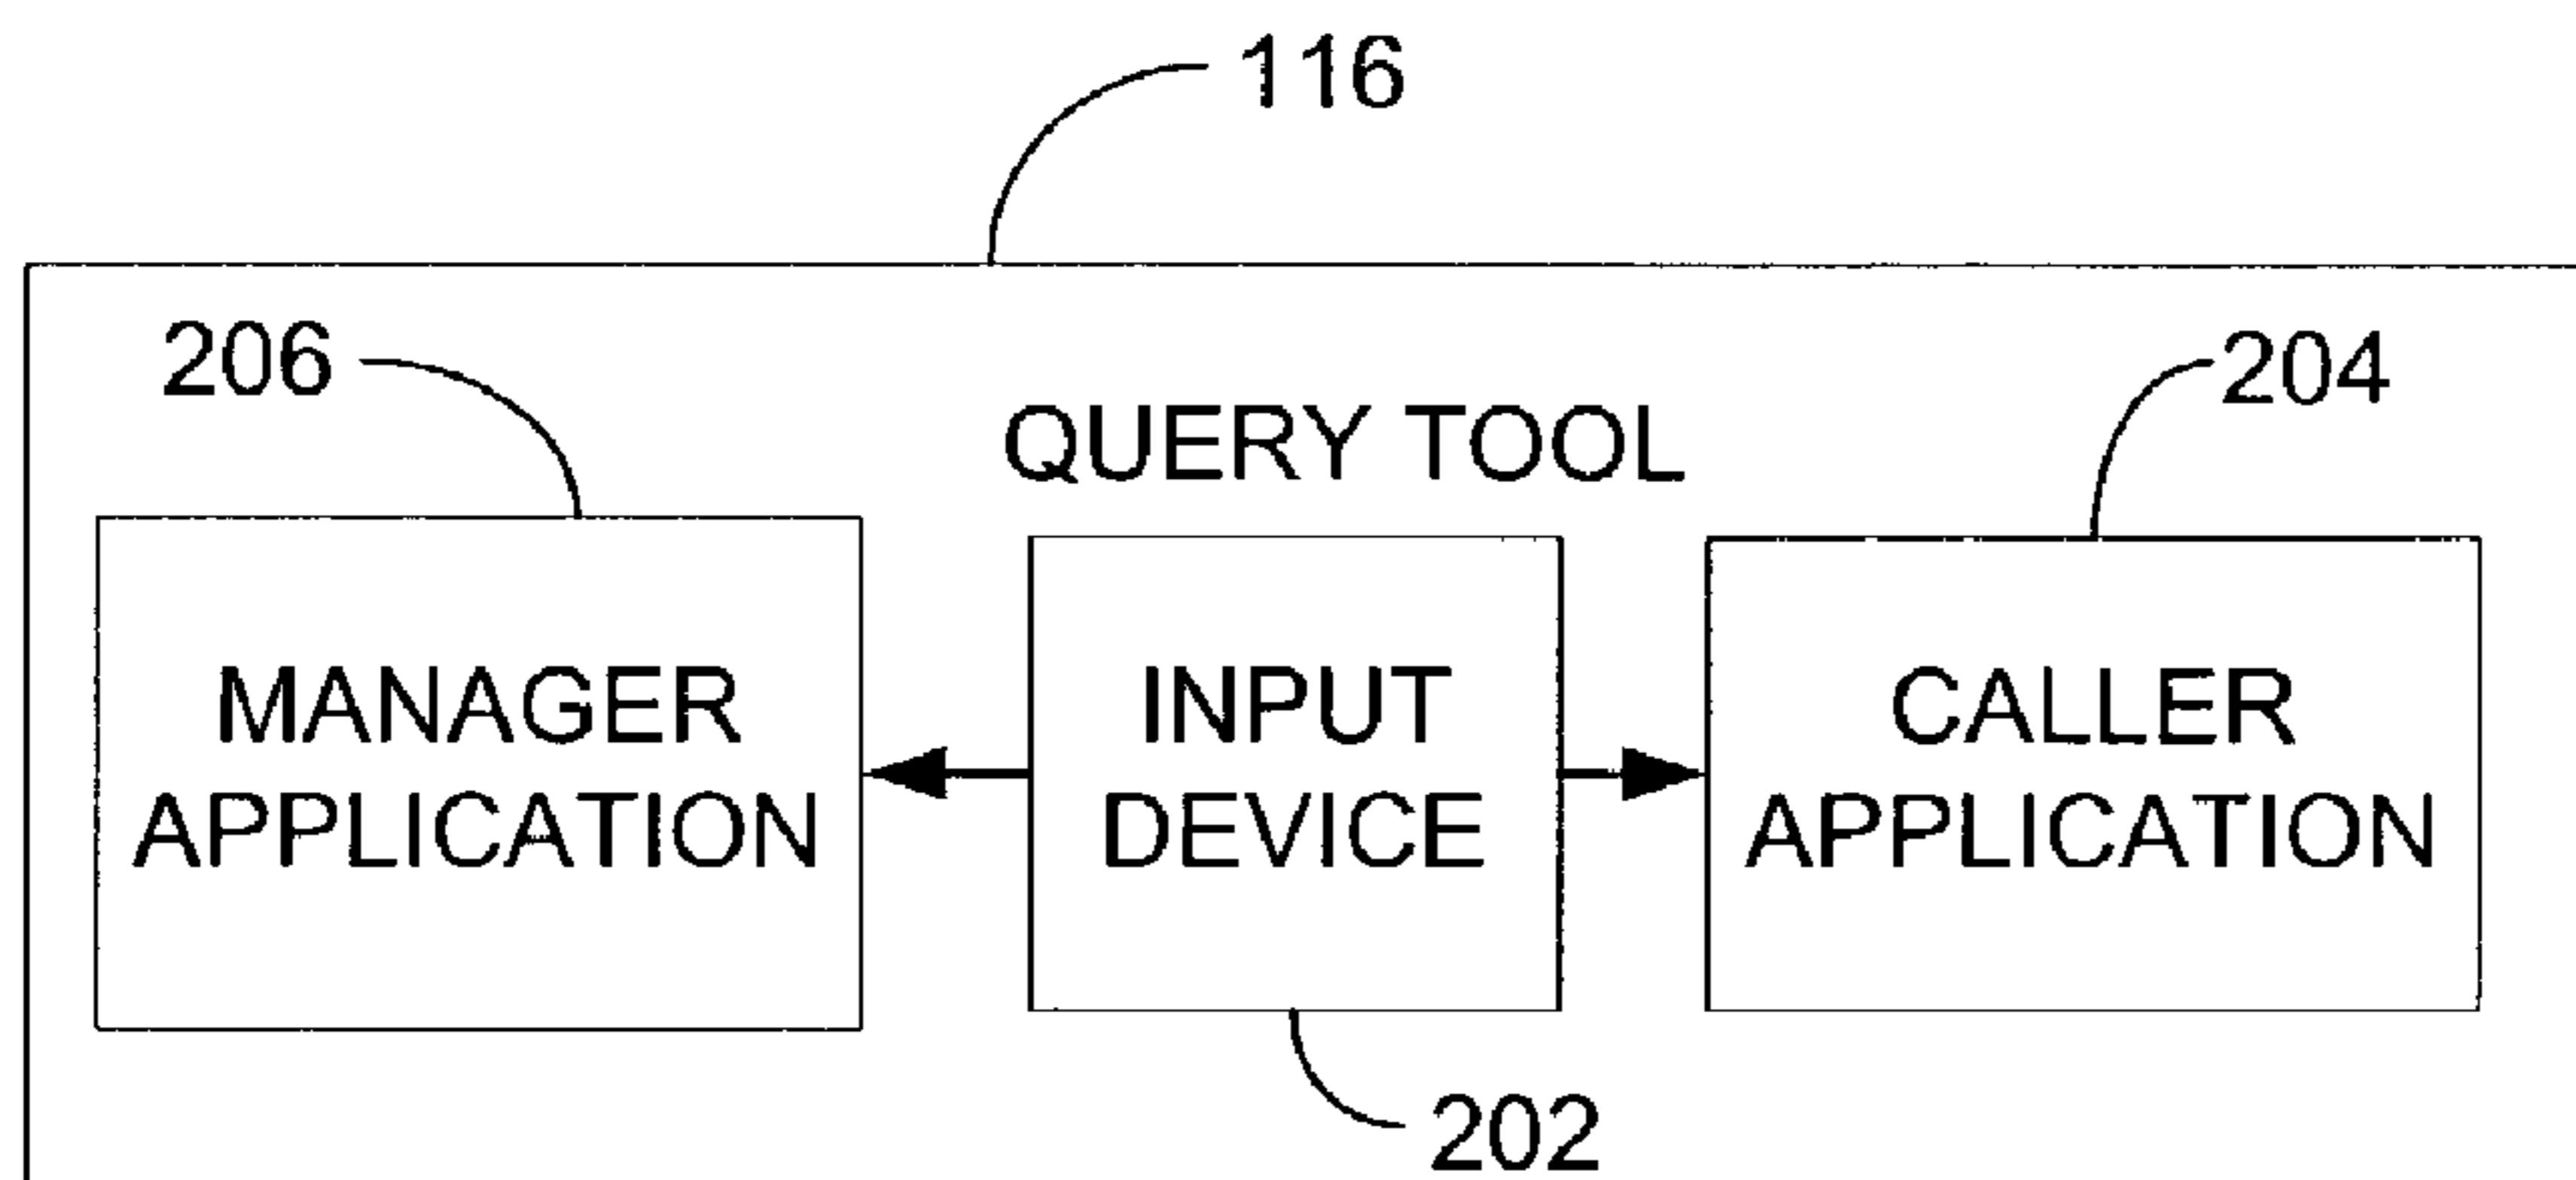 116
206
204
QUERY TOOL
MANAGER
APPLICATION
INPUT
DEVICE
CALLER
APPLICATION
202